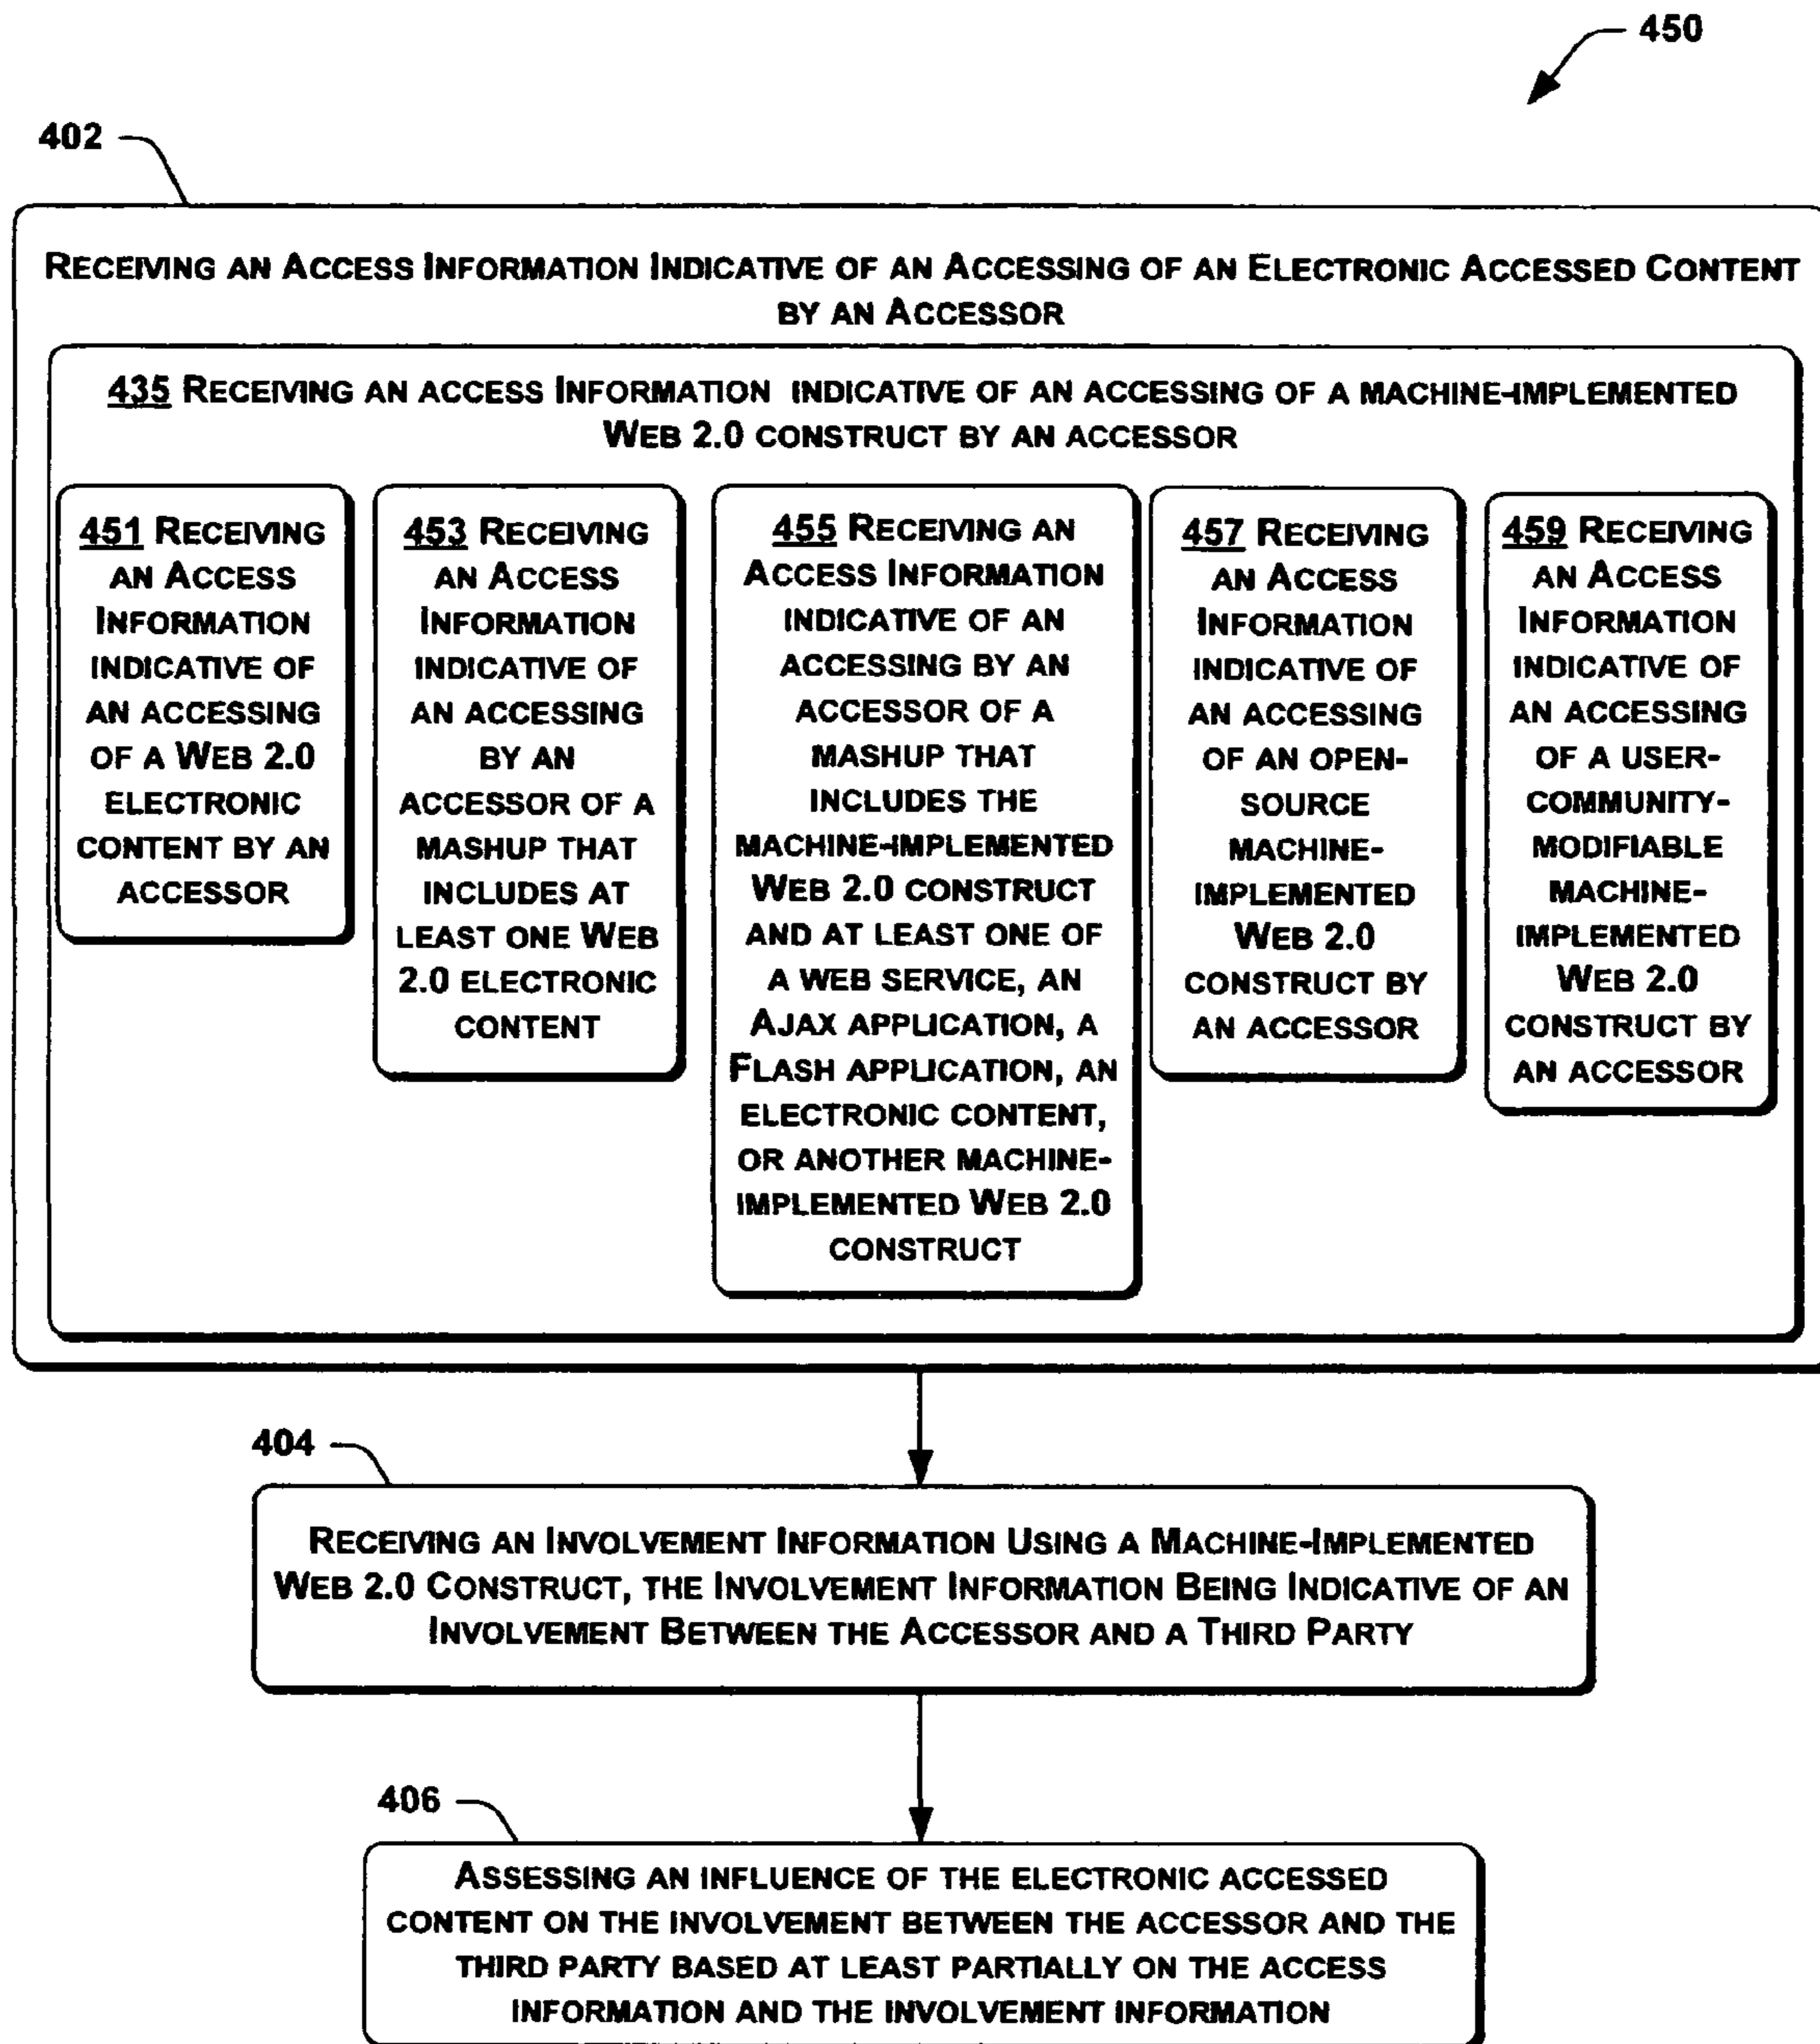 450
402
RECEIVING AN ACCESS INFORMATION INDICATIVE OF AN ACCESSING OF AN ELECTRONIC ACCESSED CONTENT
BY AN ACCESSOR
435 RECEIVING AN ACCESS INFORMATION INDICATIVE OF AN ACCESSING OF A MACHINE-IMPLEMENTED
WEB 2.0 CONSTRUCT BY AN ACCESSOR
451 RECEIVING
AN ACCESS
INFORMATION
INDICATIVE OF
AN ACCESSING
OF A WEB 2.0
ELECTRONIC
CONTENT BY AN
ACCESSOR
453 RECEIVING
AN ACCESS
INFORMATION
INDICATIVE OF
AN ACCESSING
BY AN
ACCESSOR OF A
MASHUP THAT
INCLUDES AT
LEAST ONE WEB
2.0 ELECTRONIC
CONTENT
455 RECEIVING AN
ACCESS INFORMATION
INDICATIVE OF AN
ACCESSING BY AN
ACCESSOR OF A
MASHUP THAT
INCLUDES THE
MACHINE-IMPLEMENTED
WEB 2.0 CONSTRUCT
AND AT LEAST ONE OF
A WEB SERVICE, AN
AJAX APPLICATION, A
FLASH APPLICATION, AN
ELECTRONIC CONTENT,
OR ANOTHER MACHINE-
IMPLEMENTED WEB 2.0
CONSTRUCT
457 RECEIVING
AN ACCESS
INFORMATION
INDICATIVE OF
AN ACCESSING
OF AN OPEN-
SOURCE
MACHINE-
IMPLEMENTED
WEB 2.0
CONSTRUCT BY
AN ACCESSOR
459 RECEIVING
AN ACCESS
INFORMATION
INDICATIVE OF
AN ACCESSING
OF A USER-
COMMUNITY-
MODIFIABLE
MACHINE-
IMPLEMENTED
WEB 2.0
CONSTRUCT BY
AN ACCESSOR
404
RECEIVING AN INVOLVEMENT INFORMATION USING A MACHINE-IMPLEMENTED
WEB 2.0 CONSTRUCT, THE INVOLVEMENT INFORMATION BEING INDICATIVE OF AN
INVOLVEMENT BETWEEN THE ACCESSOR AND A THIRD PARTY
406
ASSESSING AN INFLUENCE OF THE ELECTRONIC ACCESSED
CONTENT ON THE INVOLVEMENT BETWEEN THE ACCESSOR AND THE
THIRD PARTY BASED AT LEAST PARTIALLY ON THE ACCESS
INFORMATION AND THE INVOLVEMENT INFORMATION